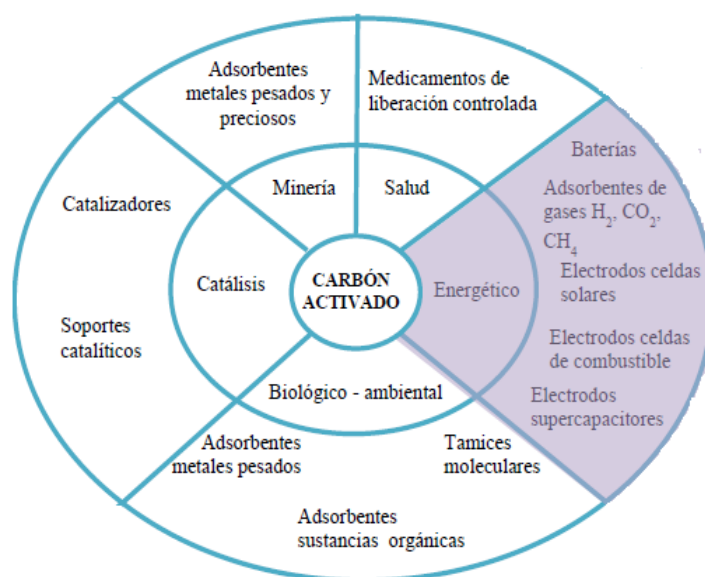 Adsorbentes
metales pesados y
preciosos
Medicamentos de
liberación controlada
Baterías
Adsorbentes de
gases H₂, CO₂,
CH₄
Electrodos celdas
solares
Electrodos celdas
de combustible
Electrodos
supercapacitores
Catalizadores
Soportes
catalíticos
Minería
Salud
Catálisis
CARBÓN
ACTIVADO
Energético
Biológico - ambiental
Adsorbentes
metales pesados
Tamices
moleculares
Adsorbentes
sustancias orgánicas